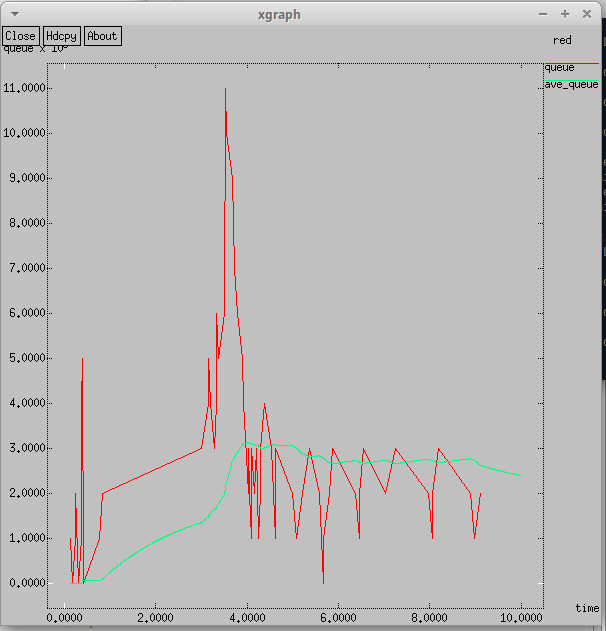 xgraph
Close Hdcpy About
red
queue x 10
queue
ave_queue
11.0000
10.0000
9.0000
8.0000
7.0000
6.0000
5.0000
4.0000
3.0000
2.0000
1.0000
0.0000
time
0.0000 2.0000 4.0000 6.0000 8.0000 10.0000